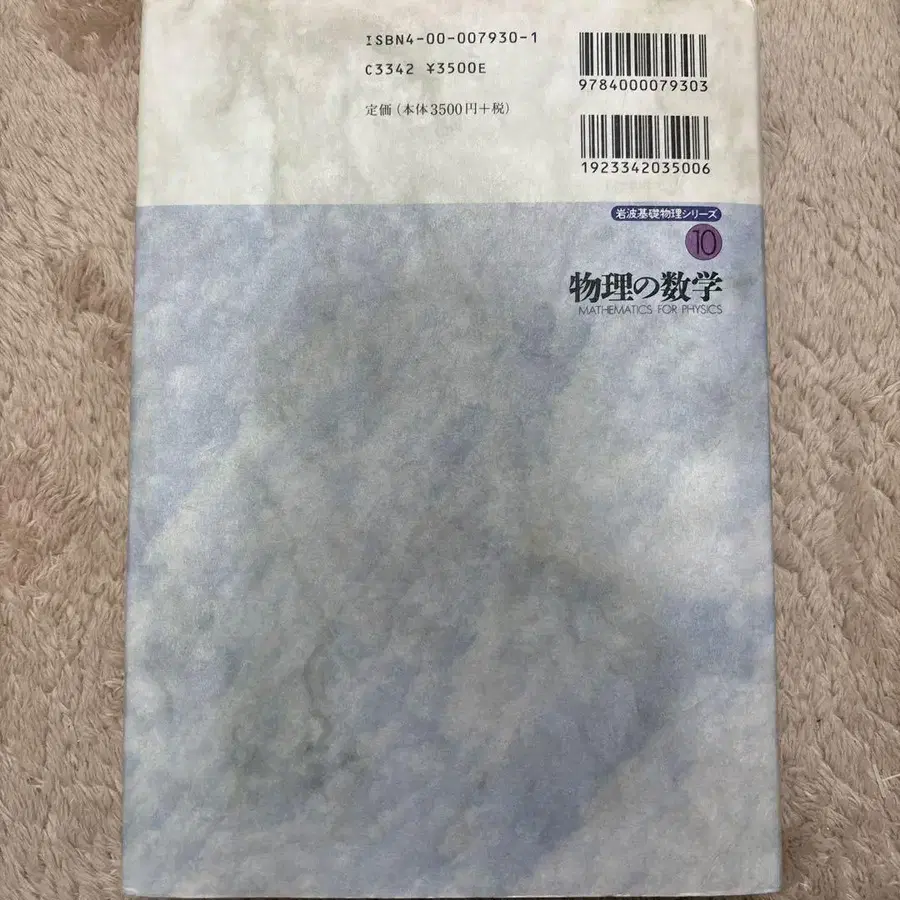 ISBN4-00-007930-1
C3342 ¥3500E
定価(本体3500円+税)
9784000079303
1923342035006
岩波基礎物理シリーズ
10
物理の数学
MATHEMATICS FOR PHYSICS